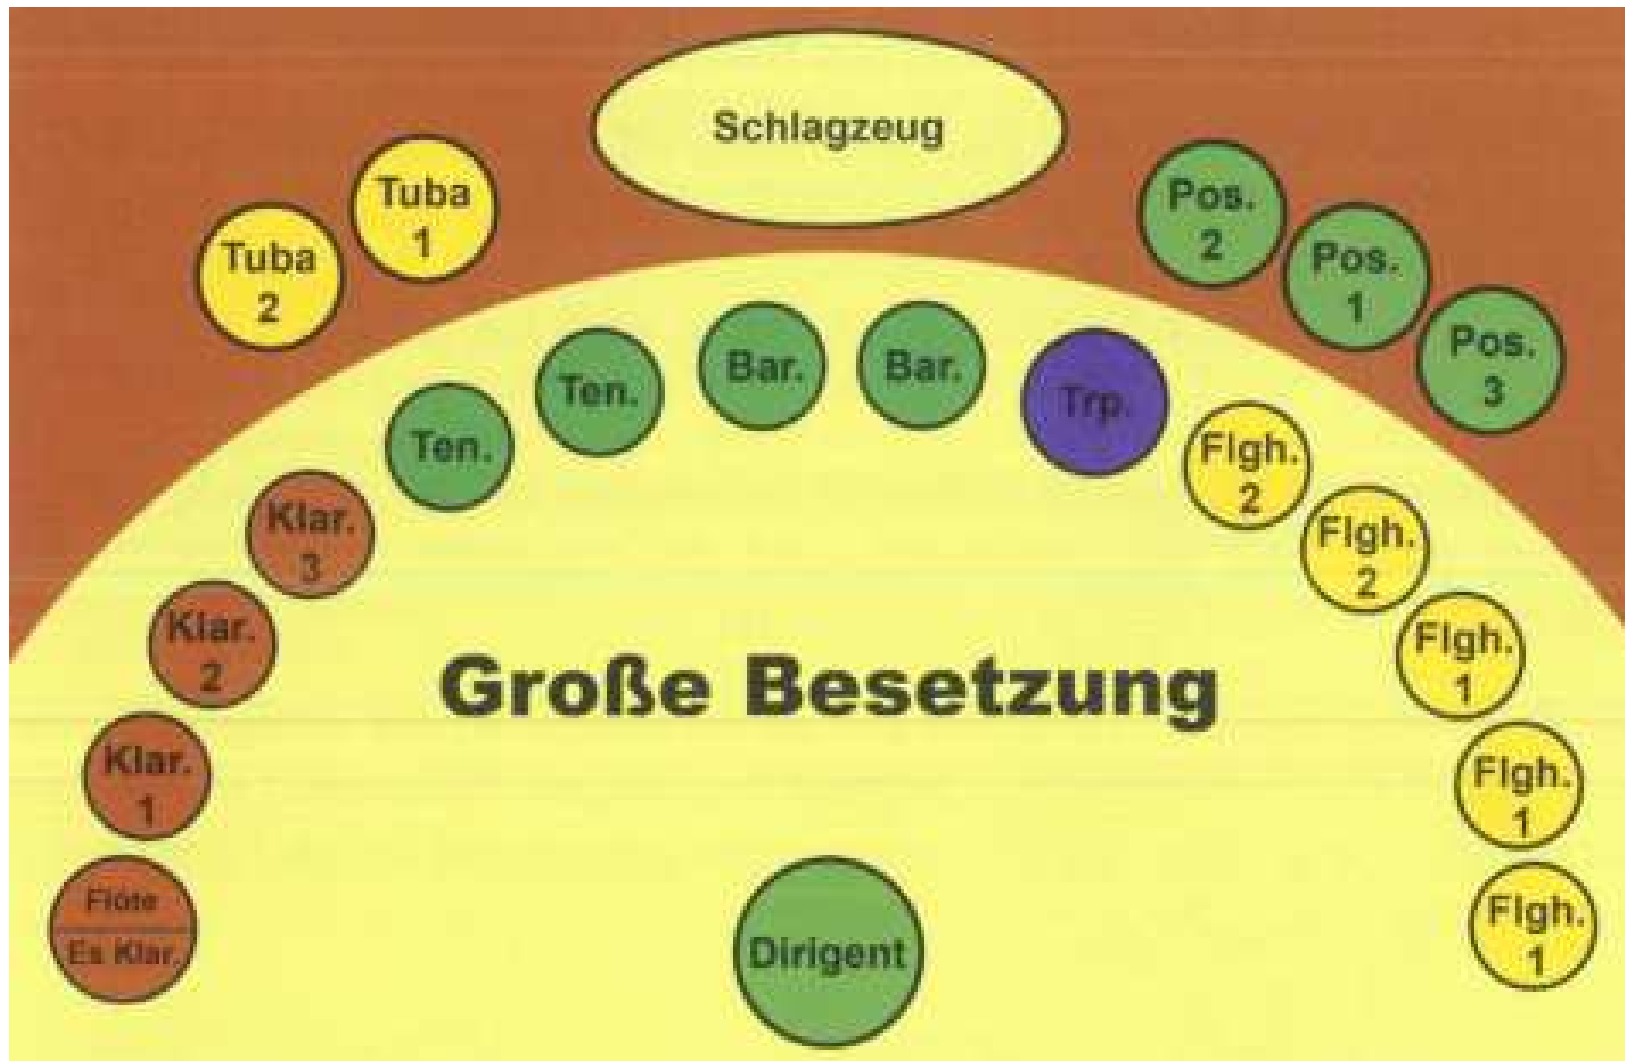 Schlagzeug
Tuba
1
Tuba
2
Pos.
2
Pos.
1
Pos.
3
Ten.
Ten.
Bar.
Bar.
Trp.
Flgh.
2
Flgh.
2
Flgh.
1
Flgh.
1
Flgh.
1
Klar.
3
Klar.
2
Klar.
1
Flöte
Es Klar.
Große Besetzung
Dirigent